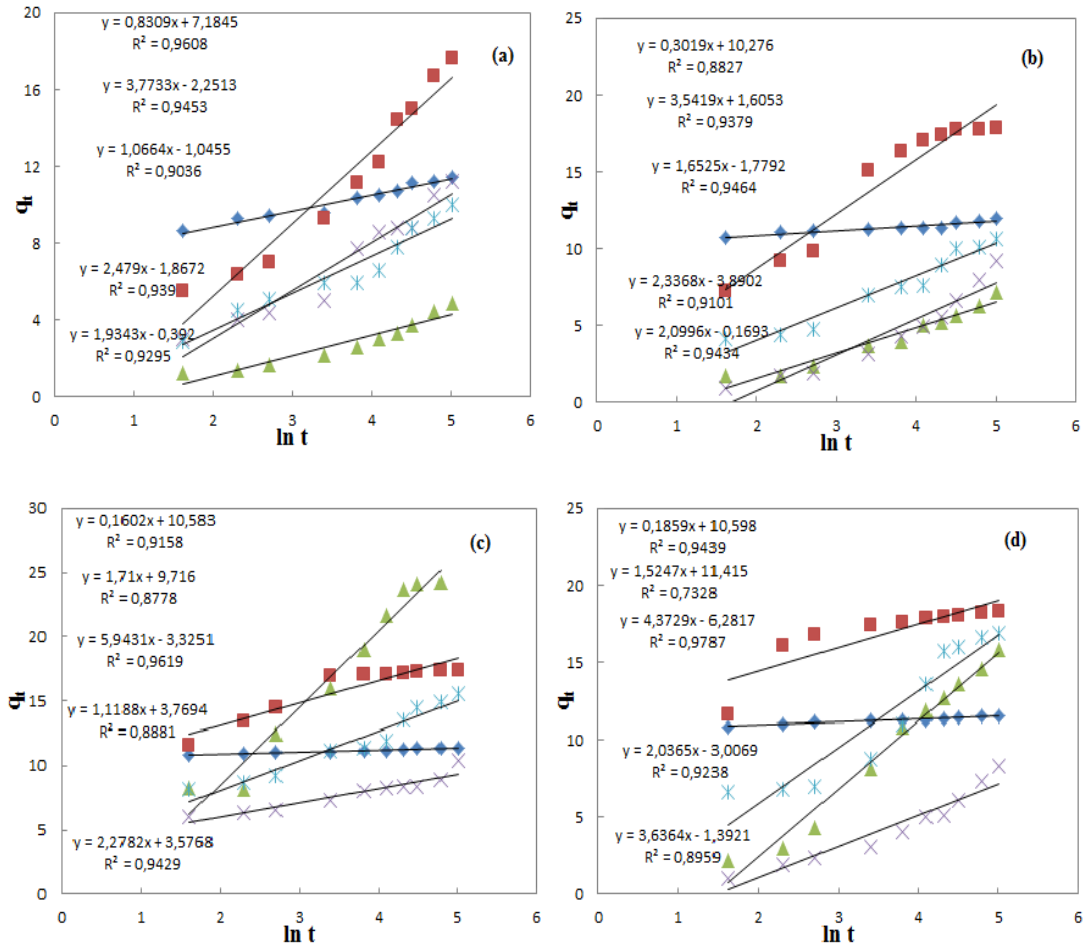 (a)
y = 0,8309x + 7,1845
R² = 0,9608
y = 3,7733x - 2,2513
R² = 0,9453
y = 1,0664x - 1,0455
R² = 0,9036
y = 2,479x - 1,8672
R² = 0,939
y = 1,9343x - 0,392
R² = 0,9295
20
16
12
8
4
0
qt
0 1 2 3 4 5 6
ln t
(b)
y = 0,3019x + 10,276
R² = 0,8827
y = 3,5419x + 1,6053
R² = 0,9379
y = 1,6525x - 1,7792
R² = 0,9464
y = 2,3368x - 3,8902
R² = 0,9101
y = 2,0996x - 0,1693
R² = 0,9434
25
20
15
10
5
0
qt
0 1 2 3 4 5 6
ln t
(c)
y = 0,1602x + 10,583
R² = 0,9158
y = 1,71x + 9,716
R² = 0,8778
y = 5,9431x - 3,3251
R² = 0,9619
y = 1,1188x + 3,7694
R² = 0,8881
y = 2,2782x + 3,5768
R² = 0,9429
30
25
20
15
10
5
0
qt
0 1 2 3 4 5 6
ln t
(d)
y = 0,1859x + 10,598
R² = 0,9439
y = 1,5247x + 11,415
R² = 0,7328
y = 4,3729x - 6,2817
R² = 0,9787
y = 2,0365x - 3,0069
R² = 0,9238
y = 3,6364x - 1,3921
R² = 0,8959
25
20
15
10
5
0
qt
0 1 2 3 4 5 6
ln t